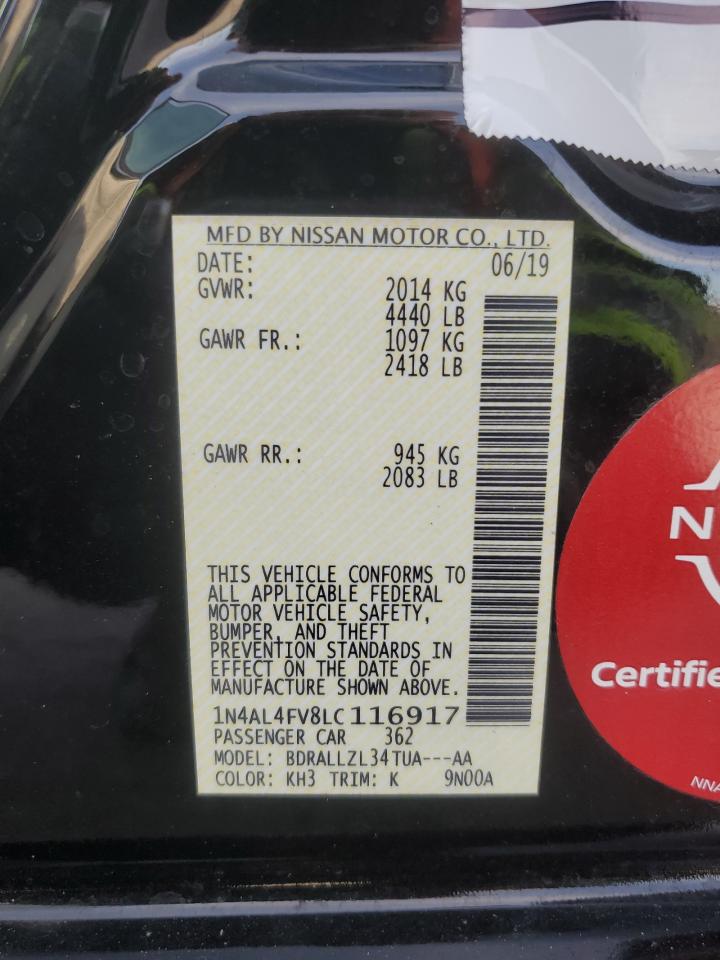 MFD BY NISSAN MOTOR CO., LTD.
DATE: 06/19
GVWR: 2014 KG
4440 LB
GAWR FR.: 1097 KG
2418 LB
GAWR RR.: 945 KG
2083 LB
THIS VEHICLE CONFORMS TO
ALL APPLICABLE FEDERAL
MOTOR VEHICLE SAFETY,
BUMPER, AND THEFT
PREVENTION STANDARDS IN
EFFECT ON THE DATE OF
MANUFACTURE SHOWN ABOVE.
1N4AL4FV8LC116917
PASSENGER CAR 362
MODEL: BDRALLZL34TUA---AA
COLOR: KH3 TRIM: K 9N00A
N
Certifie
NNA